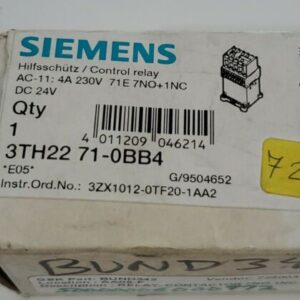 SIEMENS
Hilfsschütz / Control relay
AC-11: 4A 230V 71E 7NO+1NC
DC 24V
Qty
1
4 011209 046214
3TH22 71-0BB4
*E05*
G/9504652
Instr.Ord.No.: 3ZX1012-0TF20-1AA2
72
BUND34